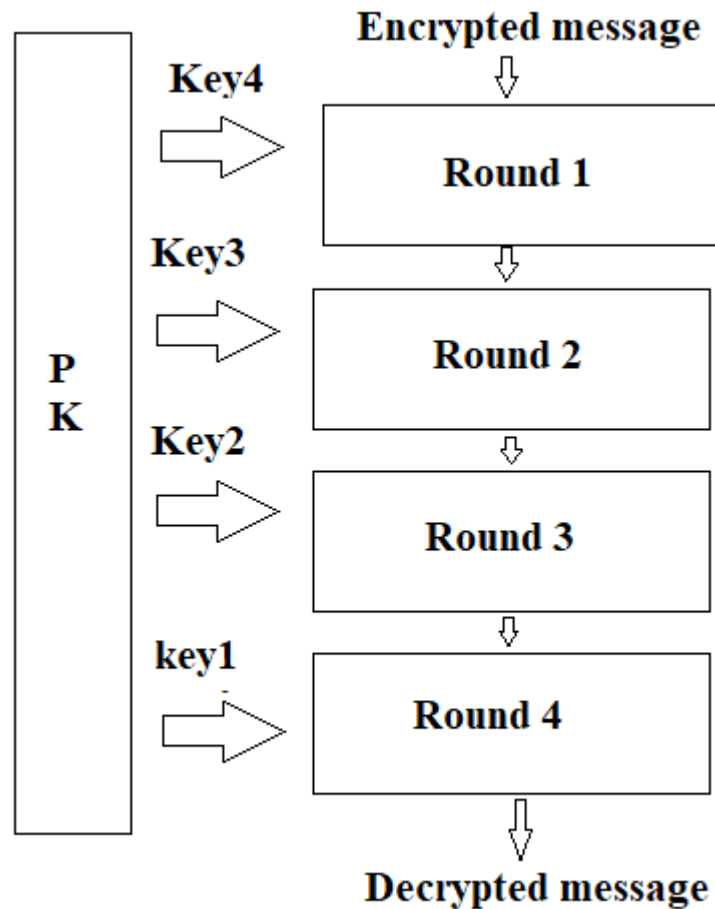 Encrypted message
Key4
Round 1
Key3
Round 2
P
K
Key2
Round 3
key1
Round 4
Decrypted message